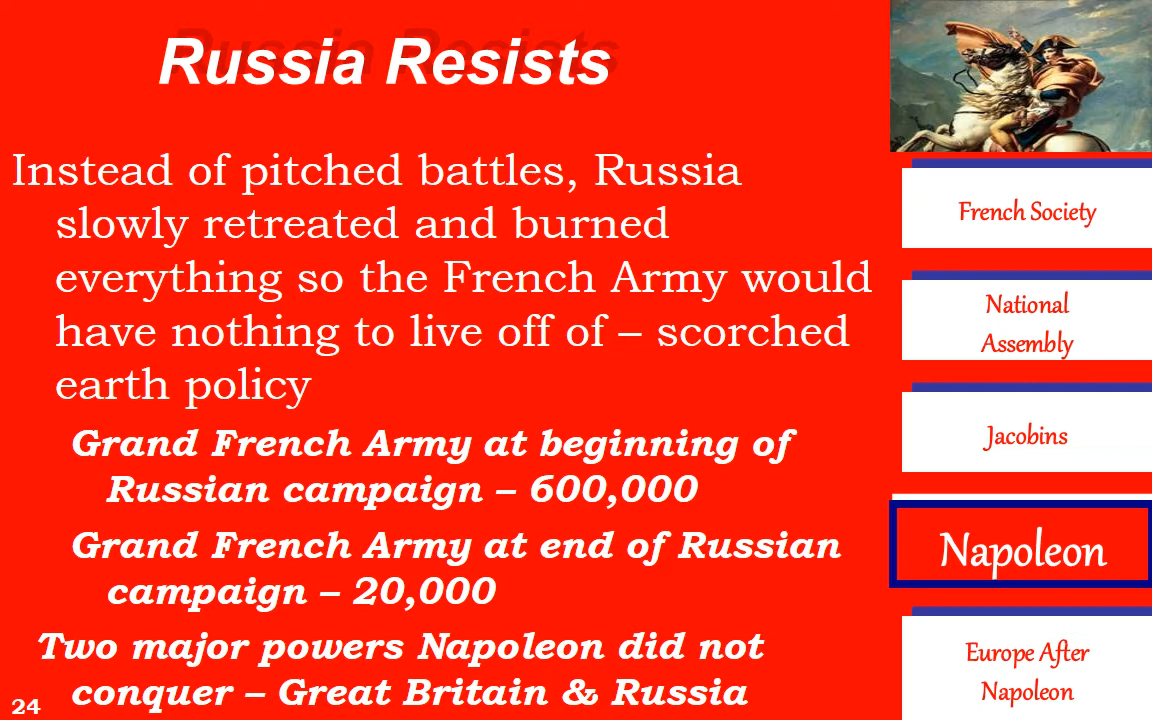 Russia Resists
Instead of pitched battles, Russia
slowly retreated and burned
everything so the French Army would
have nothing to live off of – scorched
earth policy
Grand French Army at beginning of
Russian campaign – 600,000
Grand French Army at end of Russian
campaign – 20,000
Two major powers Napoleon did not
conquer – Great Britain & Russia
24
French Society
National
Assembly
Jacobins
Napoleon
Europe After
Napoleon